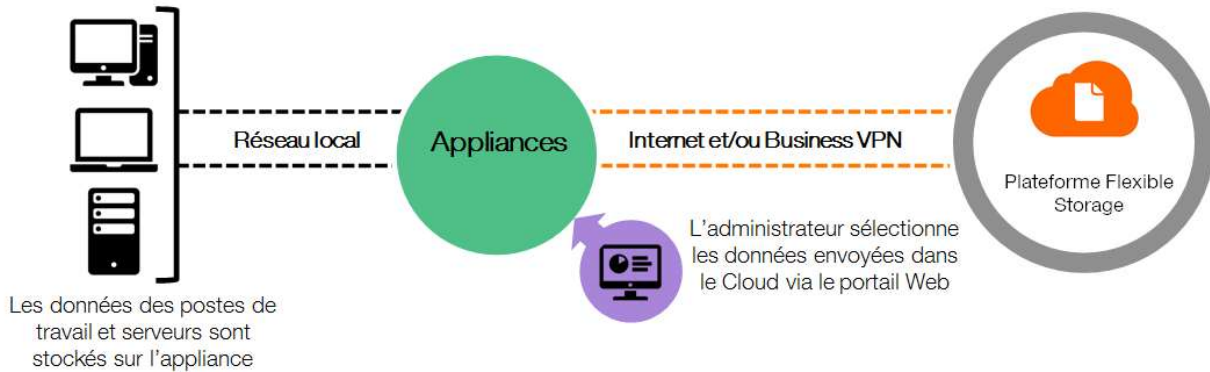 Réseau local
Appliances
Internet et/ou Business VPN
Plateforme Flexible
Storage
L'administrateur sélectionne
les données envoyées dans
le Cloud via le portail Web
Les données des postes de
travail et serveurs sont
stockés sur l'appliance